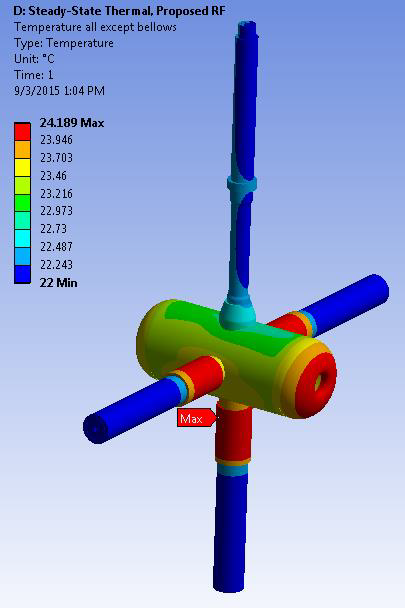 D: Steady-State Thermal, Proposed RF
Temperature all except bellows
Type: Temperature
Unit: °C
Time: 1
9/3/2015 1:04 PM
24.189 Max
23.946
23.703
23.46
23.216
22.973
22.73
22.487
22.243
22 Min
Max